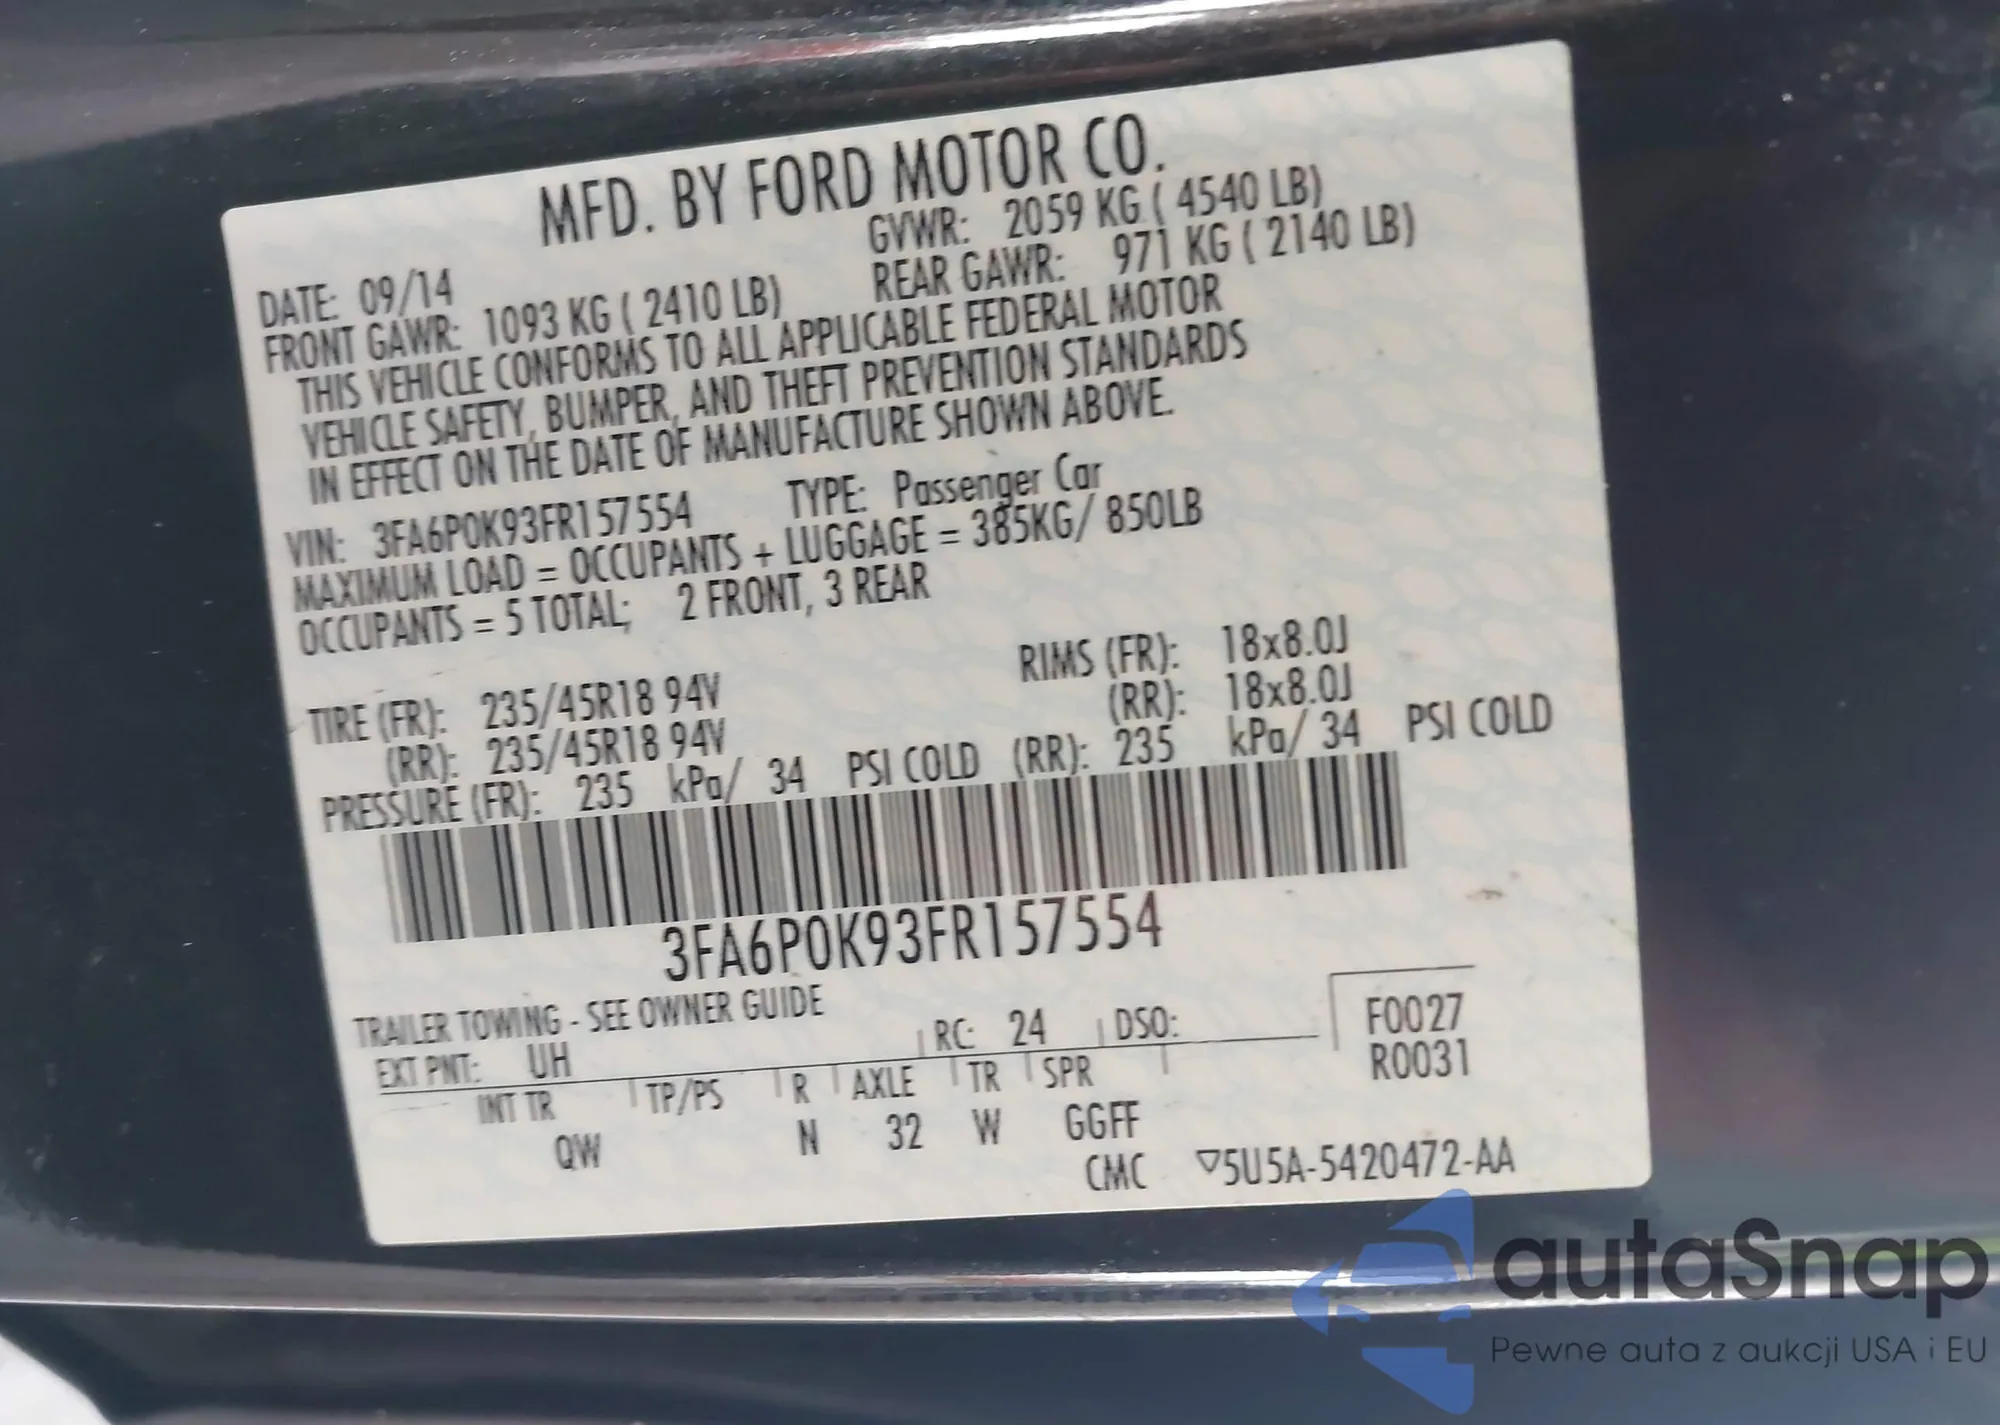 MFD. BY FORD MOTOR CO.
DATE: 09/14 GVWR: 2059 KG ( 4540 LB)
FRONT GAWR: 1093 KG ( 2410 LB) REAR GAWR: 971 KG ( 2140 LB)
THIS VEHICLE CONFORMS TO ALL APPLICABLE FEDERAL MOTOR
VEHICLE SAFETY, BUMPER, AND THEFT PREVENTION STANDARDS
IN EFFECT ON THE DATE OF MANUFACTURE SHOWN ABOVE.
VIN: 3FA6P0K93FR157554 TYPE: Passenger Car
MAXIMUM LOAD = OCCUPANTS + LUGGAGE = 385KG/ 850LB
OCCUPANTS = 5 TOTAL; 2 FRONT, 3 REAR
TIRE (FR): 235/45R18 94V RIMS (FR): 18x8.0J
(RR): 235/45R18 94V (RR): 18x8.0J
PRESSURE (FR): 235 kPa/ 34 PSI COLD (RR): 235 kPa/ 34 PSI COLD
3FA6P0K93FR157554
TRAILER TOWING - SEE OWNER GUIDE
EXT PNT: UH RC: 24 DSO: F0027
R0031
INT TR TP/PS R AXLE TR SPR
QW N 32 W GGFF
CMC ▽5U5A-5420472-AA
autaSnap
Pewne auta z aukcji USA i EU